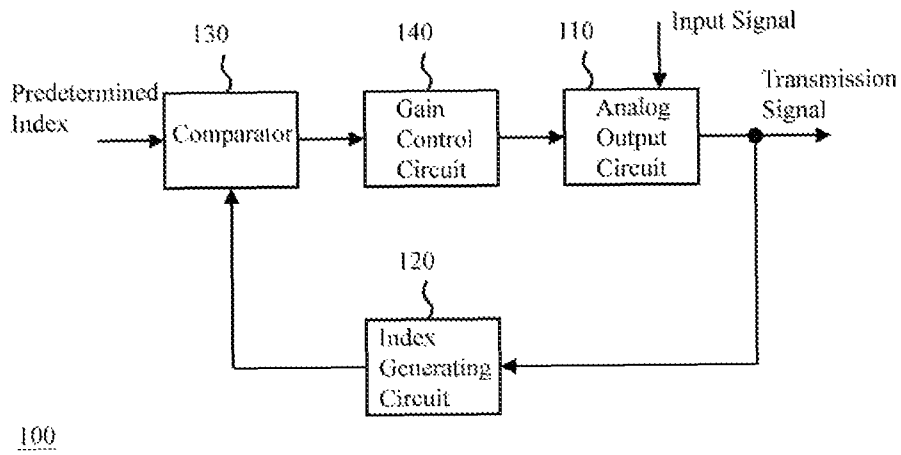 130
140
110
Input Signal
Predetermined
Index
Comparator
Gain
Control
Circuit
Analog
Output
Circuit
Transmission
Signal
120
Index
Generating
Circuit
100